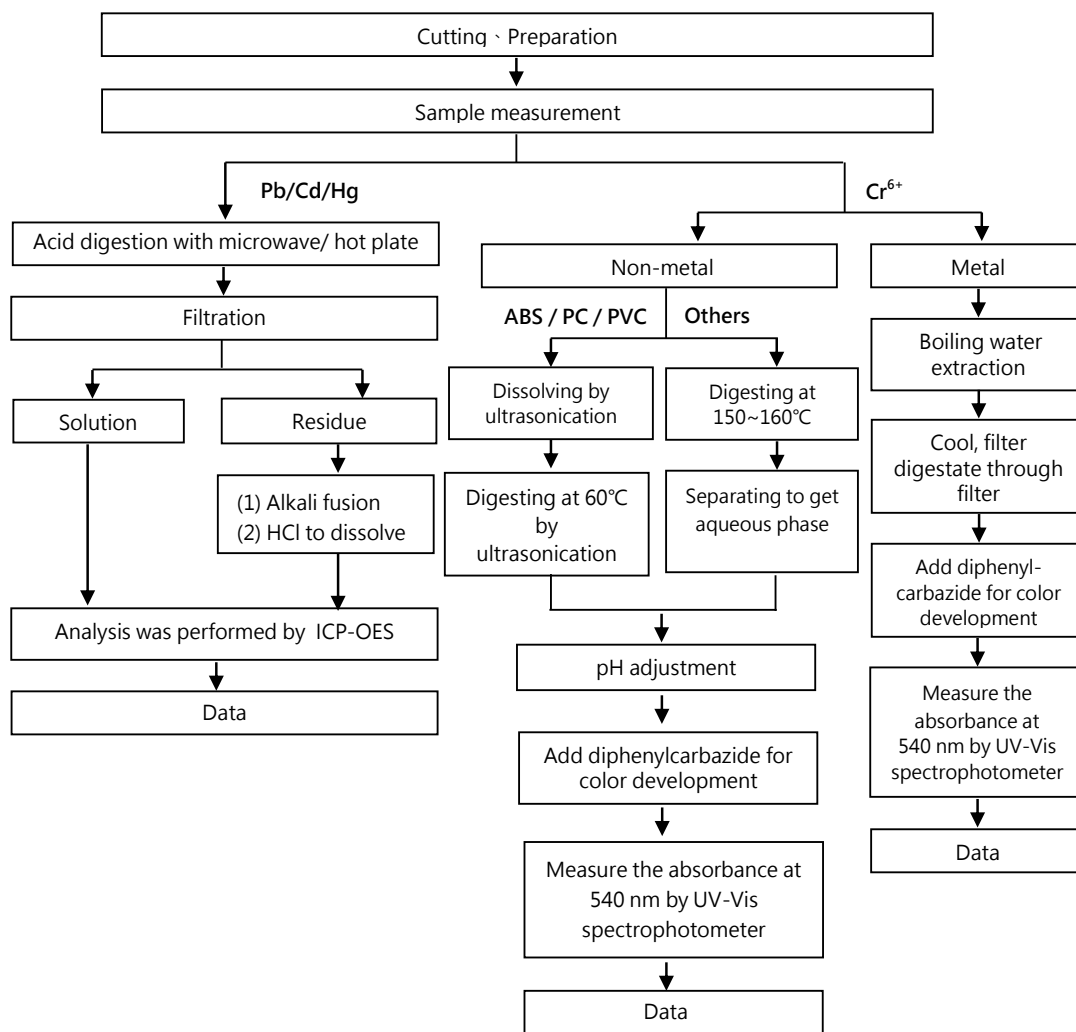 Cutting、Preparation
Sample measurement
Pb/Cd/Hg
Cr⁶⁺
Acid digestion with microwave/ hot plate
Filtration
Solution
Residue
(1) Alkali fusion
(2) HCl to dissolve
Analysis was performed by ICP-OES
Data
Non-metal
ABS / PC / PVC
Others
Dissolving by
ultrasonication
Digesting at 60℃
by
ultrasonication
Digesting at
150~160℃
Separating to get
aqueous phase
pH adjustment
Add diphenylcarbazide for
color development
Measure the absorbance at
540 nm by UV-Vis
spectrophotometer
Data
Metal
Boiling water
extraction
Cool, filter
digestate through
filter
Add diphenyl-
carbazide for color
development
Measure the
absorbance at
540 nm by UV-Vis
spectrophotometer
Data